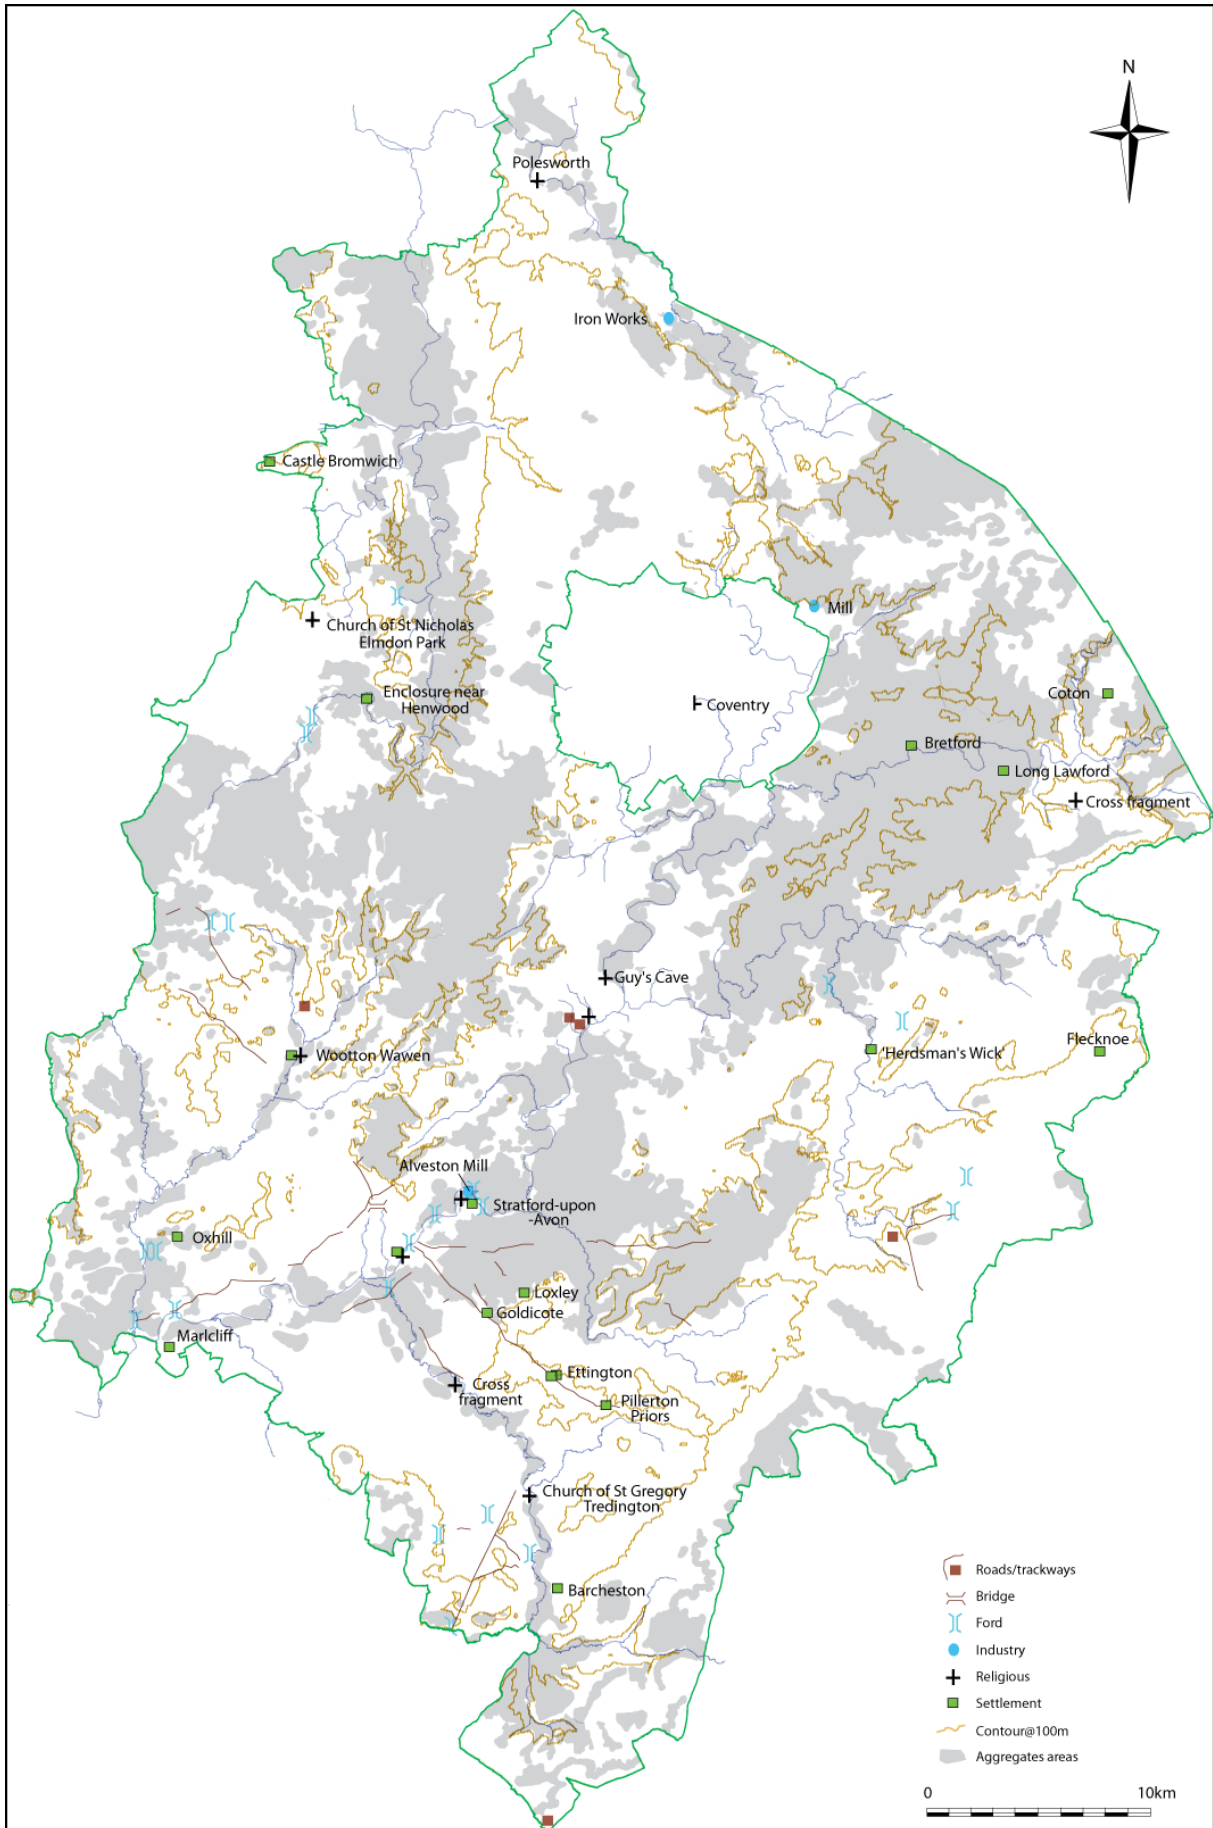 N
Polesworth
Iron Works
Castle Bromwich
Mill
Church of St Nicholas
Elmdon Park
Enclosure near
Henwood
Coton
Coventry
Bretford
Long Lawford
Cross fragment
Guy's Cave
Flecknoe
'Herdsman's Wick'
Wootton Wawen
Alveston Mill
Stratford-upon
-Avon
Oxhill
Loxley
Goldicote
Marlcliff
Ettington
Cross
fragment
Pillerton
Priors
Church of St Gregory
Tredington
Barcheston
Roads/trackways
Bridge
Ford
Industry
Religious
Settlement
Contour@100m
Aggregates areas
0 10km